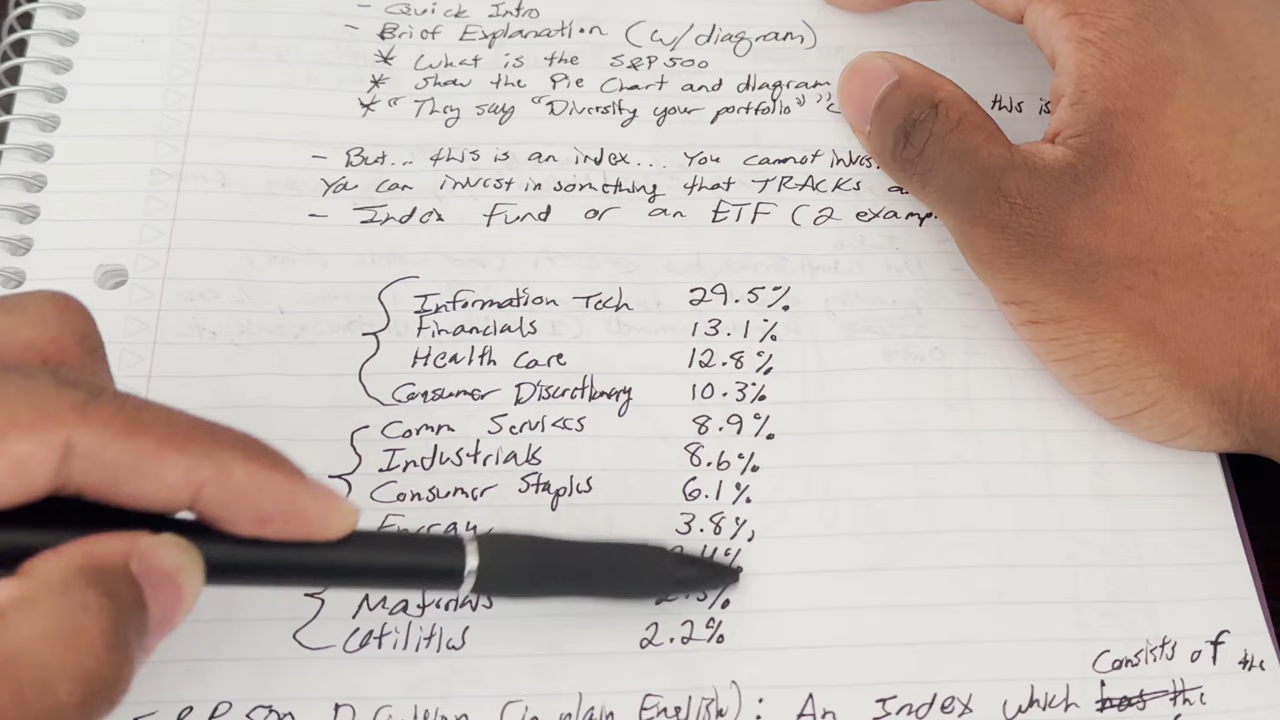 - Quick Intro
- Brief Explanation (w/diagram)
* What is the S&P 500
* Show the Pie Chart and diagram
* "They say "Diversify your portfolio")" this is
- But... this is an index... You cannot
You can invest in something that TRACKS
- Index Fund or an ETF (2 examp
Information Tech 29.5%
Financials 13.1%
Health Care 12.8%
Consumer Discretionary 10.3%
Comm Services 8.9%
Industrials 8.6%
Consumer Staples 6.1%
Energy 3.8%
Materials
Utilities 2.2%
Consists of the
An Index which has the